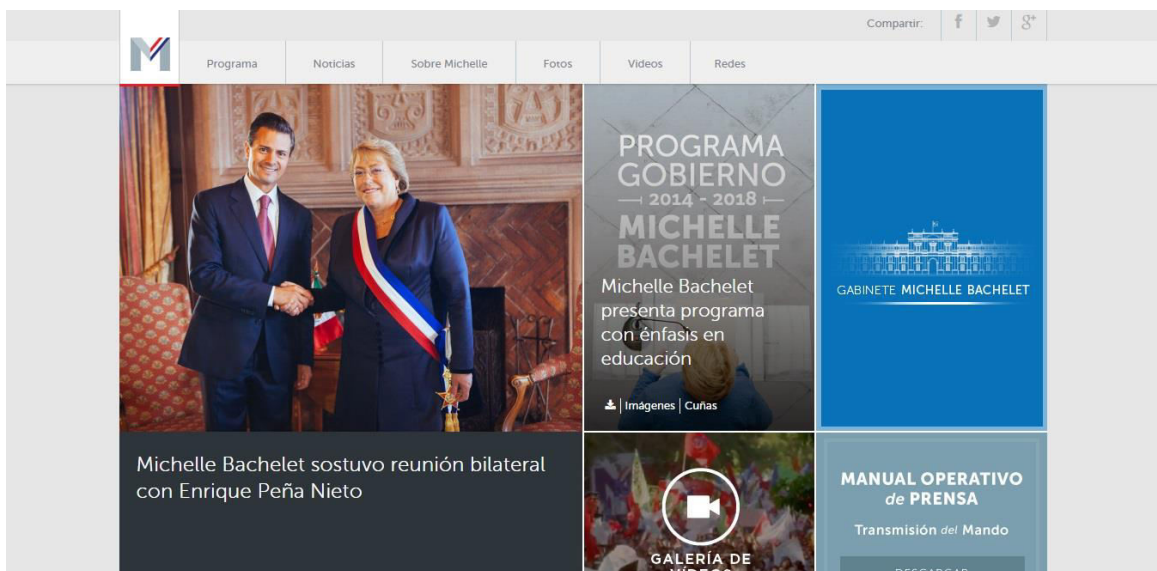 Compartir:
Programa
Noticias
Sobre Michelle
Fotos
Videos
Redes
PROGRAMA
GOBIERNO
2014 - 2018
MICHELLE
BACHELET
Michelle Bachelet
presenta programa
con énfasis en
educación
Imágenes | Cuñas
GABINETE MICHELLE BACHELET
Michelle Bachelet sostuvo reunión bilateral
con Enrique Peña Nieto
GALERÍA DE
VÍDEOS
MANUAL OPERATIVO
de PRENSA
Transmisión del Mando
DESCARGAR